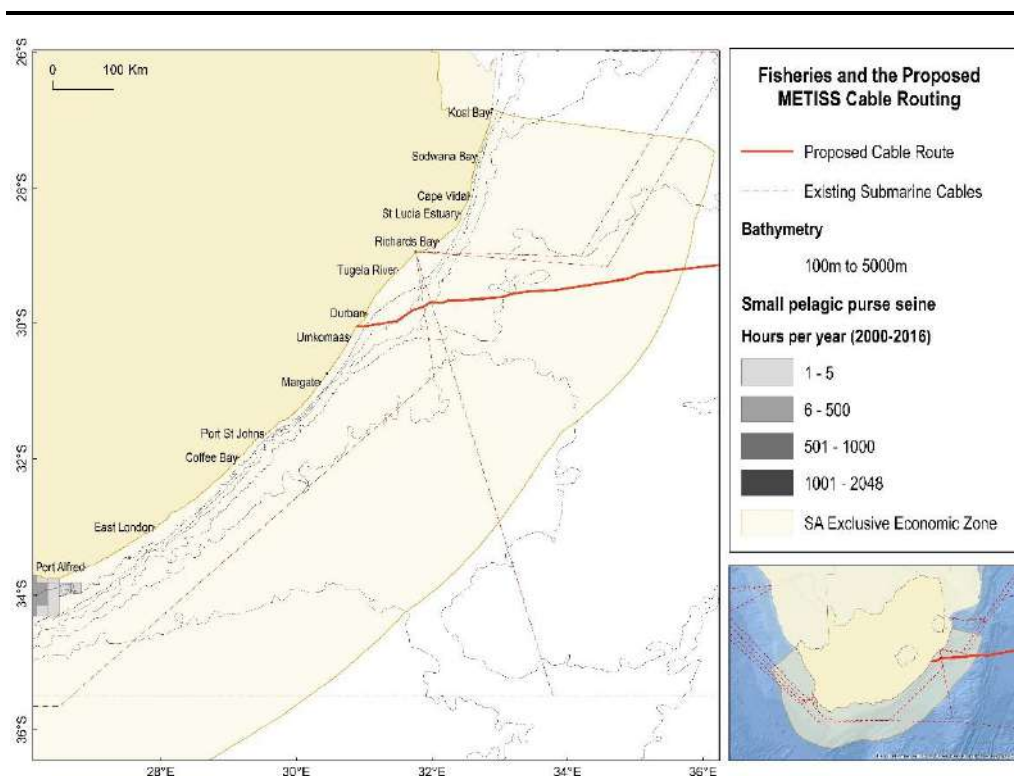 26°S
28°S
30°S
32°S
34°S
36°S
0 100 Km
Kosi Bay
Sodwana Bay
Cape Vidal
St Lucia Estuary
Richards Bay
Tugela River
Durban
Umkomaas
Margate
Port St Johns
Coffee Bay
East London
Port Alfred
28°E
30°E
32°E
34°E
36°E
Fisheries and the Proposed
METISS Cable Routing
Proposed Cable Route
Existing Submarine Cables
Bathymetry
100m to 5000m
Small pelagic purse seine
Hours per year (2000-2016)
1 - 5
6 - 500
501 - 1000
1001 - 2048
SA Exclusive Economic Zone